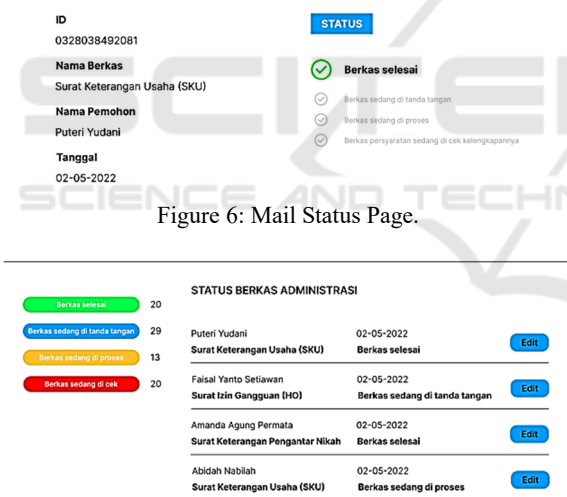 ID
0328038492081
Nama Berkas
Surat Keterangan Usaha (SKU)
Nama Pemohon
Puteri Yudani
Tanggal
02-05-2022
STATUS
Berkas selesai
Berkas sedang di tanda tangan
Berkas sedang di proses
Berkas persyaratan sedang di cek kelengkapannya
SCIENCE AND TECHN
Figure 6: Mail Status Page.
Berkas selesai 20
Berkas sedang di tanda tangan 29
Berkas sedang di proses 13
Berkas sedang di cek 20
STATUS BERKAS ADMINISTRASI
Puteri Yudani 02-05-2022
Surat Keterangan Usaha (SKU) Berkas selesai Edit
Faisal Yanto Setiawan 02-05-2022
Surat Izin Gangguan (HO) Berkas sedang di tanda tangan Edit
Amanda Agung Permata 02-05-2022
Surat Keterangan Pengantar Nikah Berkas selesai Edit
Abidah Nabilah 02-05-2022
Surat Keterangan Usaha (SKU) Berkas sedang di proses Edit